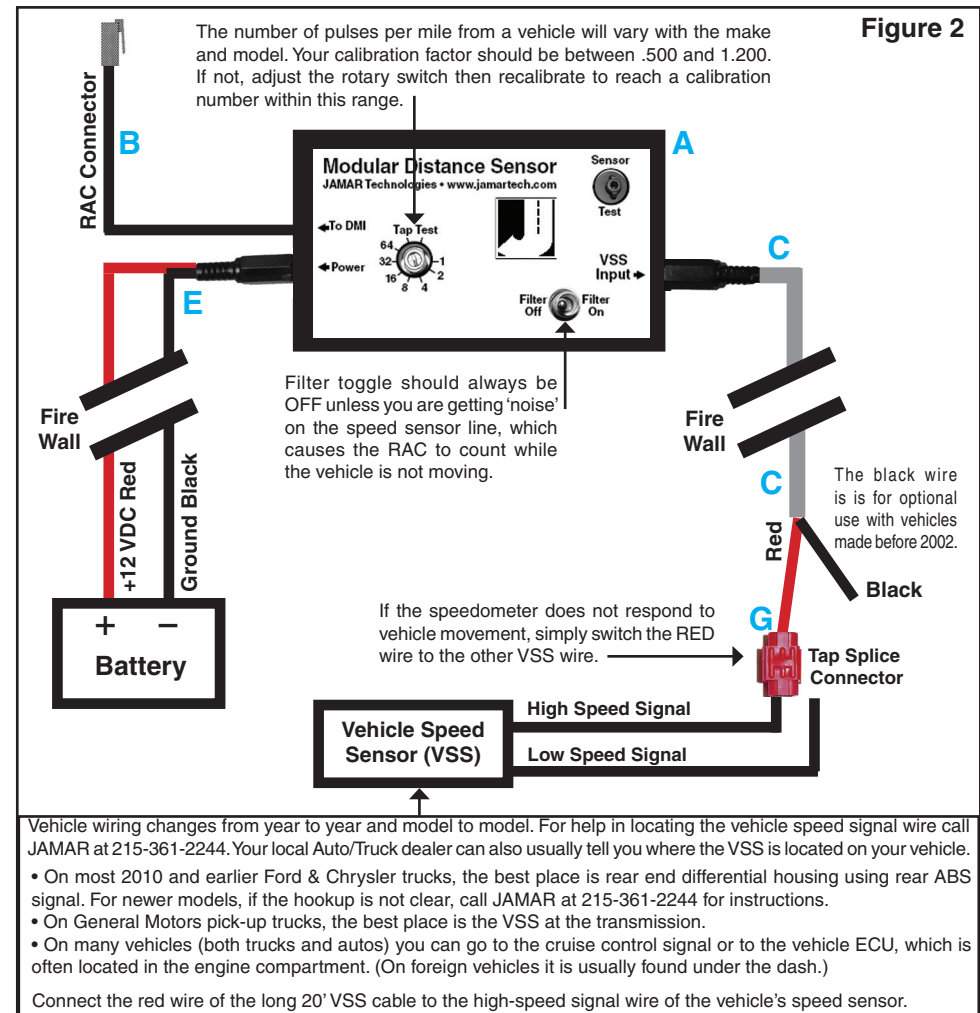 Figure 2
The number of pulses per mile from a vehicle will vary with the make
and model. Your calibration factor should be between .500 and 1.200.
If not, adjust the rotary switch then recalibrate to reach a calibration
number within this range.
RAC Connector
B
A
Modular Distance Sensor
JAMAR Technologies • www.jamartech.com
Sensor
Test
To DMI
Power
Tap Test
64
32
16
8
4
2
1
VSS
Input
Filter
Off
Filter
On
C
E
Filter toggle should always be
OFF unless you are getting 'noise'
on the speed sensor line, which
causes the RAC to count while
the vehicle is not moving.
Fire
Wall
Fire
Wall
C
The black wire
is is for optional
use with vehicles
made before 2002.
+12 VDC Red
Ground Black
Red
Black
+
–
Battery
If the speedometer does not respond to
vehicle movement, simply switch the RED
wire to the other VSS wire.
G
Tap Splice
Connector
High Speed Signal
Vehicle Speed
Sensor (VSS)
Low Speed Signal
Vehicle wiring changes from year to year and model to model. For help in locating the vehicle speed signal wire call
JAMAR at 215-361-2244. Your local Auto/Truck dealer can also usually tell you where the VSS is located on your vehicle.
• On most 2010 and earlier Ford & Chrysler trucks, the best place is rear end differential housing using rear ABS
signal. For newer models, if the hookup is not clear, call JAMAR at 215-361-2244 for instructions.
• On General Motors pick-up trucks, the best place is the VSS at the transmission.
• On many vehicles (both trucks and autos) you can go to the cruise control signal or to the vehicle ECU, which is
often located in the engine compartment. (On foreign vehicles it is usually found under the dash.)
Connect the red wire of the long 20' VSS cable to the high-speed signal wire of the vehicle's speed sensor.